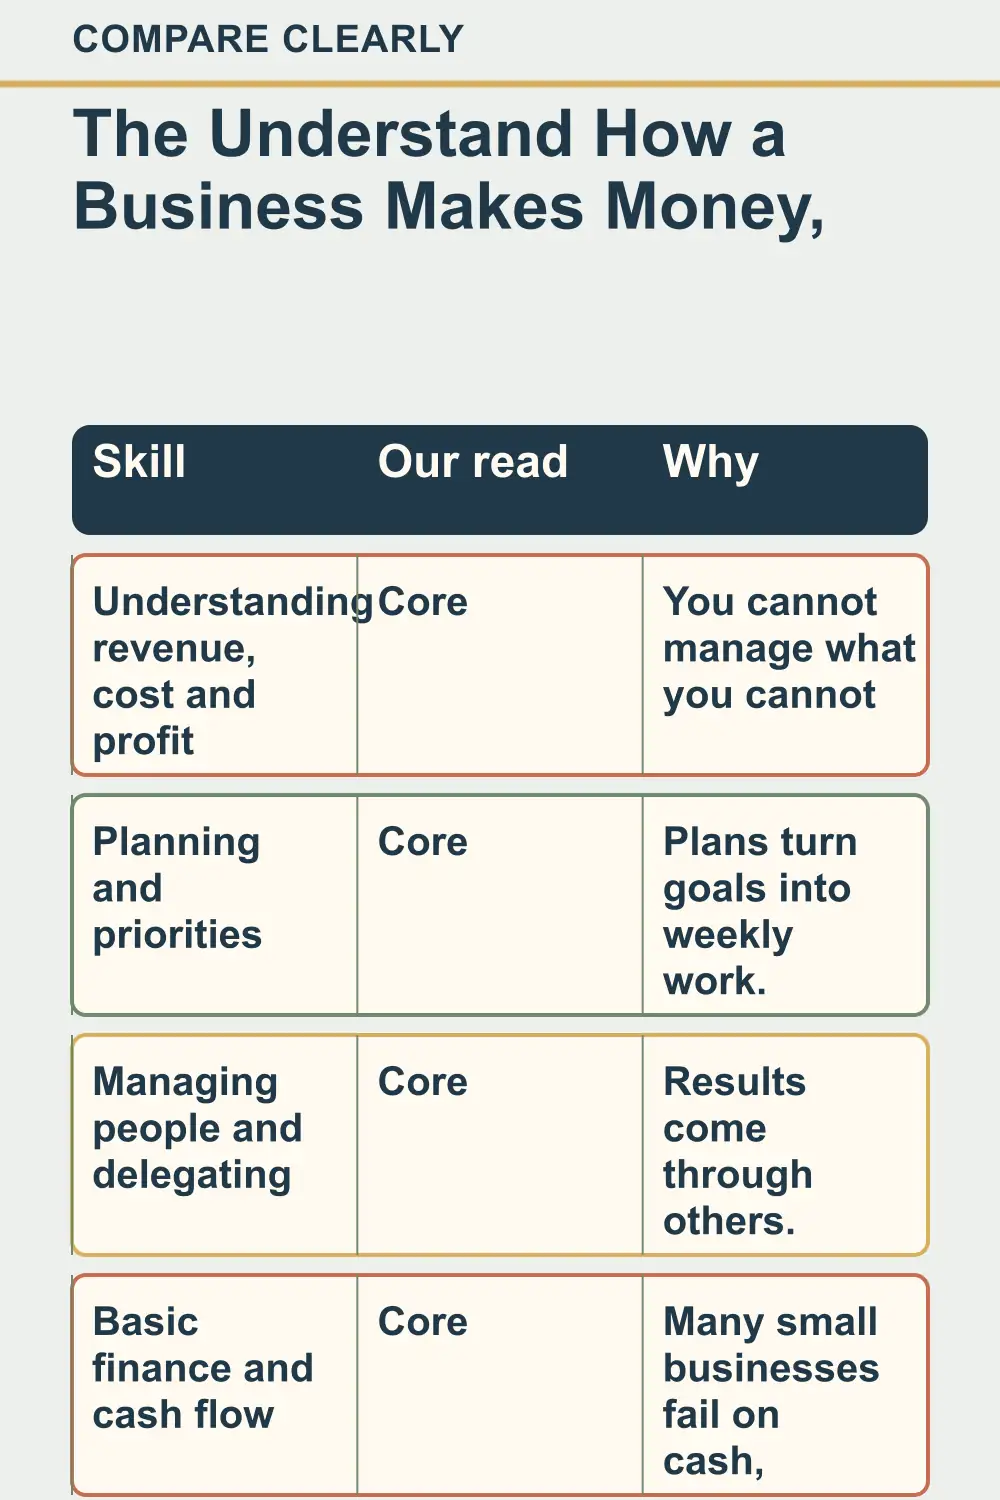 COMPARE CLEARLY
The Understand How a
Business Makes Money,
Skill
Our read
Why
Understanding
revenue,
cost and
profit
Core
You cannot
manage what
you cannot
Planning
and
priorities
Core
Plans turn
goals into
weekly
work.
Managing
people and
delegating
Core
Results
come
through
others.
Basic
finance and
cash flow
Core
Many small
businesses
fail on
cash,